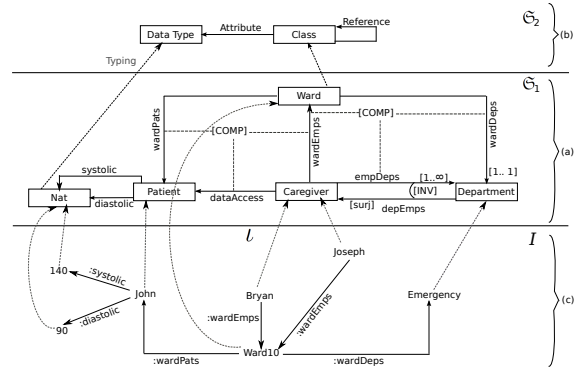 Reference
𝔖2
Data Type
Attribute
Class
(b)
Typing
𝔖1
Ward
wardPats
[COMP]
wardEmps
[COMP]
wardDeps
(a)
systolic
empDeps
[1..∞]
[1.. 1]
Nat
diastolic
Patient
dataAccess
Caregiver
[INV]
Department
[surj]
depEmps
ι
I
Joseph
140
:systolic
John
Bryan
Emergency
(c)
:diastolic
90
:wardEmps
:wardEmps
Ward10
:wardPats
:wardDeps